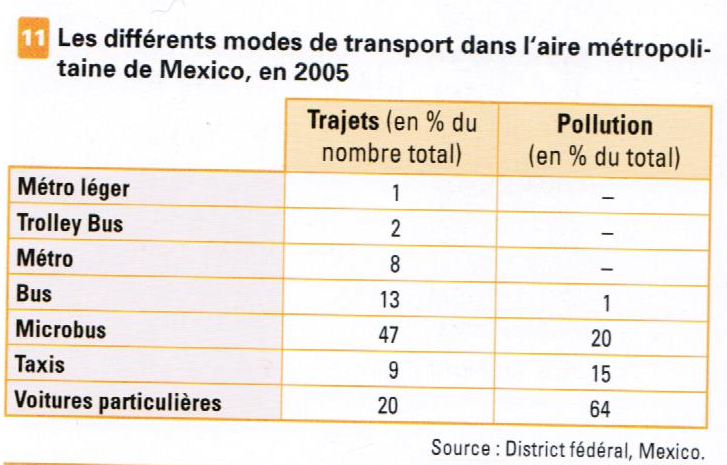 11 Les différents modes de transport dans l'aire métropoli-
taine de Mexico, en 2005
Trajets (en % du
nombre total)
Pollution
(en % du total)
Métro léger 1 –
Trolley Bus 2 –
Métro 8 –
Bus 13 1
Microbus 47 20
Taxis 9 15
Voitures particulières 20 64
Source : District fédéral, Mexico.